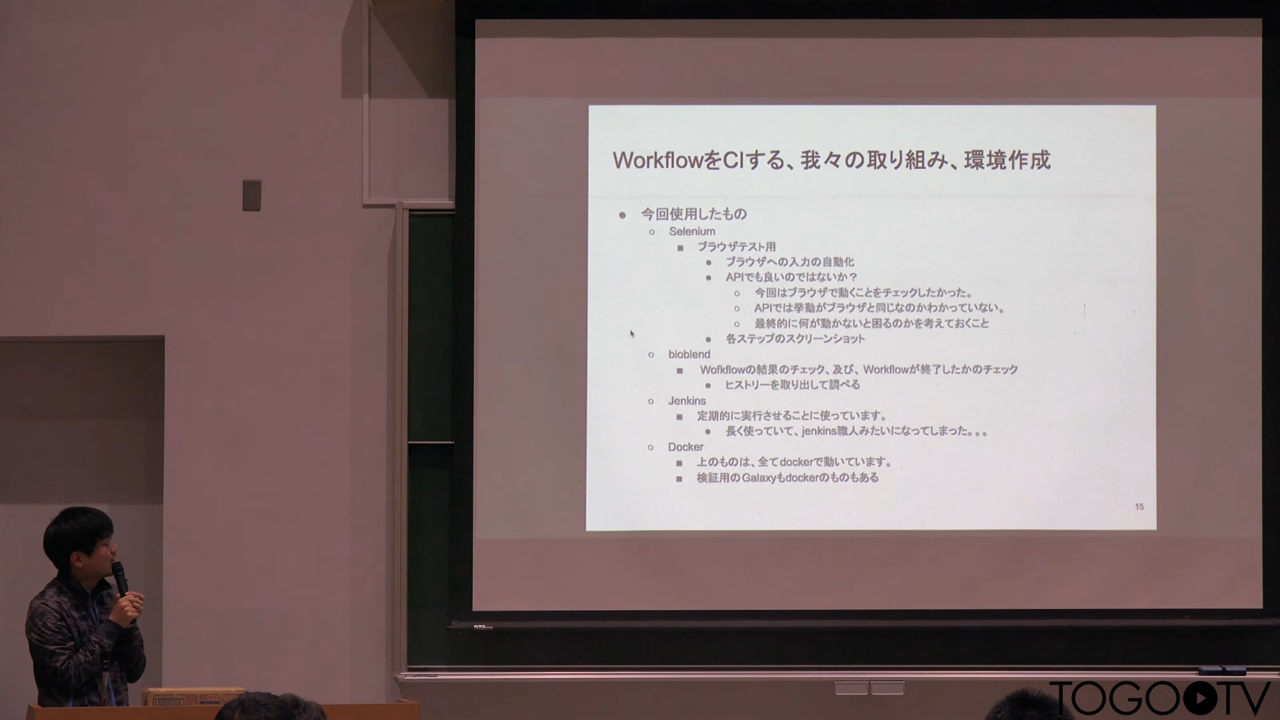 WorkflowをCIする、我々の取り組み、環境作成
● 今回使用したもの
○ Selenium
■ ブラウザテスト用
● ブラウザへの入力の自動化
● APIでも良いのではないか？
○ 今回はブラウザで動くことをチェックしたかった。
○ APIでは挙動がブラウザと同じなのかわかっていない。
○ 最終的に何が動かないと困るのかを考えておくこと
● 各ステップのスクリーンショット
○ bioblend
■ Wofkflowの結果のチェック、及び、Workflowが終了したかのチェック
● ヒストリーを取り出して調べる
○ Jenkins
■ 定期的に実行させることに使っています。
● 長く使っていて、jenkins職人みたいになってしまった。。。
○ Docker
■ 上のものは、全てdockerで動いています。
■ 検証用のGalaxyもdockerのものもある
15
TOGOTV